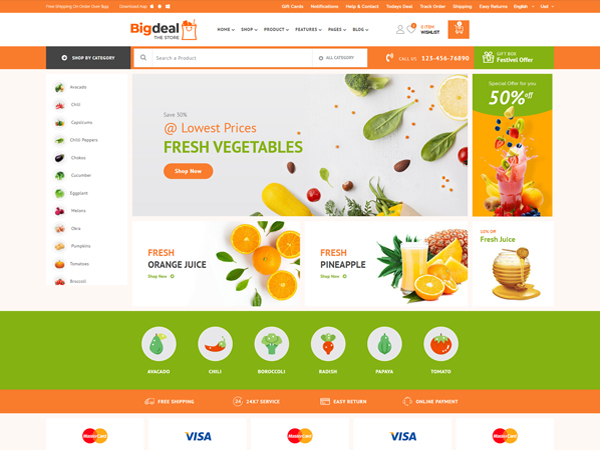 Free Shipping On Order Over $99
Download App
Gift Cards
Notifications
Help & Contact
Todays Deal
Track Order
Shipping
Easy Returns
English
Usd
Bigdeal
THE STORE
HOME
SHOP
PRODUCT
FEATURES
PAGES
BLOG
0 ITEM
WISHLIST
SHOP BY CATEGORY
Search a Product
ALL CATEGORY
CALL US 123-456-76890
GIFT BOX
Festivel Offer
Avacado
Chili
Capsicums
Chilli Peppers
Chokos
Cucumber
Eggplant
Melons
Okra
Pumpkins
Tomatoes
Broccoli
Save 50%
@ Lowest Prices
FRESH VEGETABLES
Shop Now
Special Offer for you
50%off
FRESH
ORANGE JUICE
Shop Now
FRESH
PINEAPPLE
Shop Now
Fresh Juice
AVACADO
CHILI
BOROCCOLI
RADISH
PAPAYA
TOMATO
FREE SHIPPING
24X7 SERVICE
EASY RETURN
ONLINE PAYMENT
MasterCard
VISA
MasterCard
VISA
MasterCard